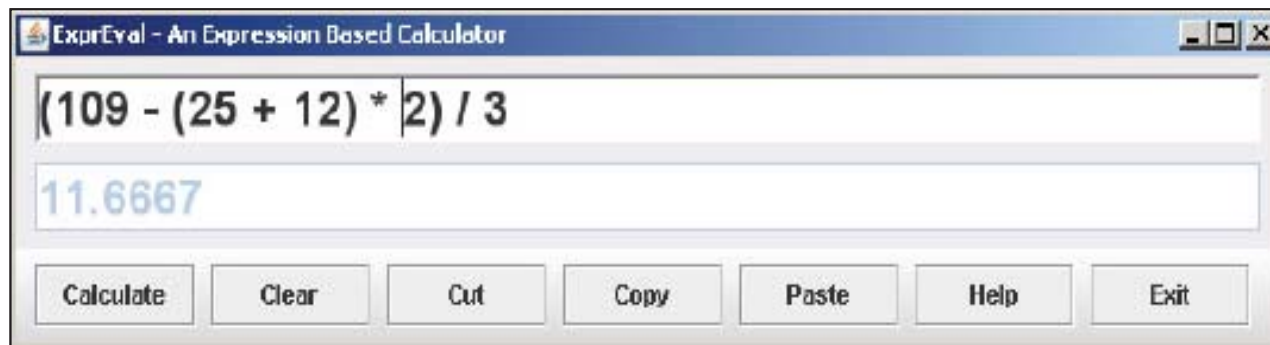 ExprEval - An Expression Based Calculator
(109 - (25 + 12) * 2) / 3
11.6667
Calculate Clear Cut Copy Paste Help Exit